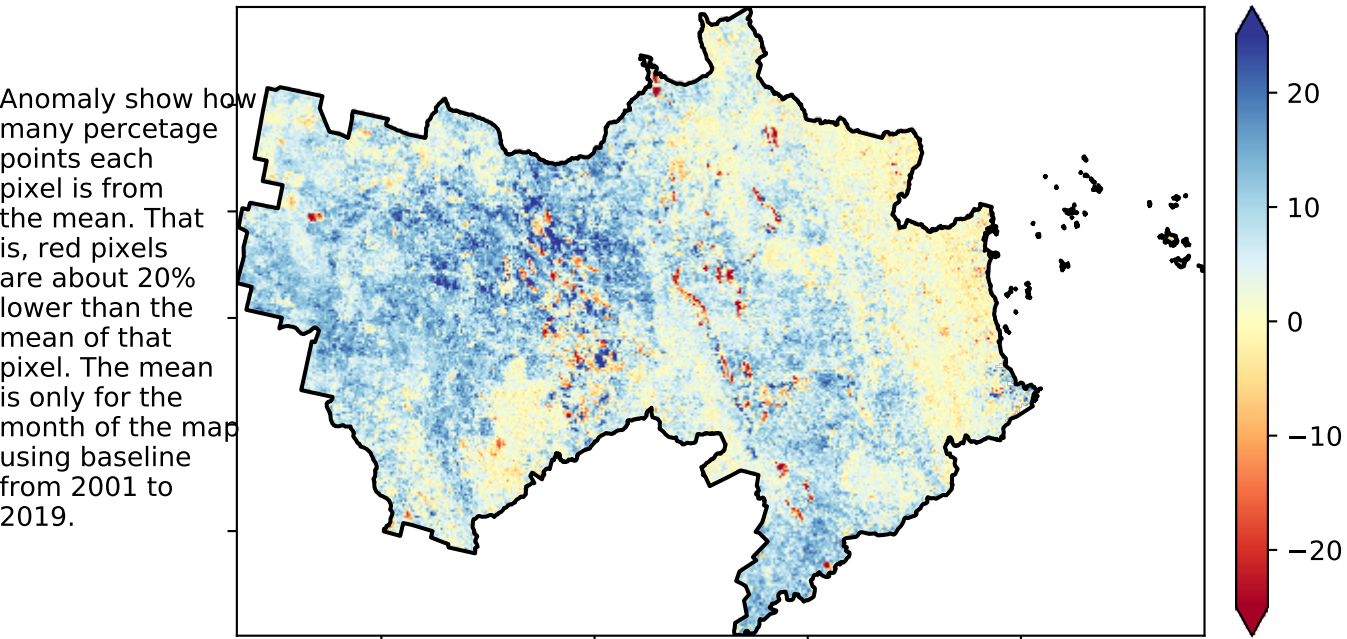 Anomaly show how
many percetage
points each
pixel is from
the mean. That
is, red pixels
are about 20%
lower than the
mean of that
pixel. The mean
is only for the
month of the map
using baseline
from 2001 to
2019.
20
10
0
−10
−20